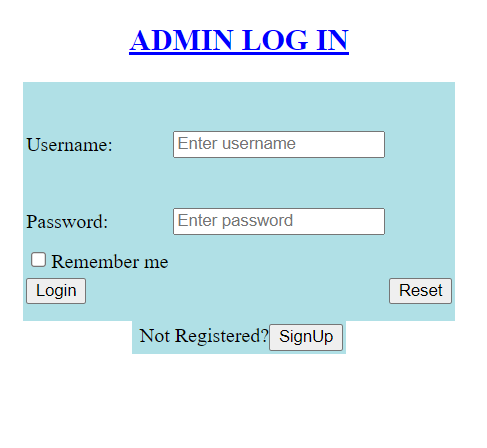 ADMIN LOG IN
Username: Enter username
Password: Enter password
Remember me
Login Reset
Not Registered? SignUp